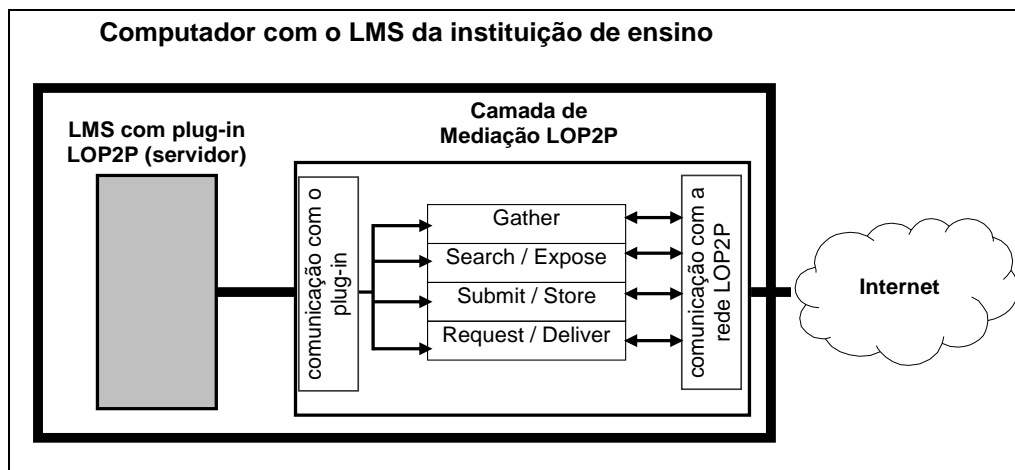 Computador com o LMS da instituição de ensino
LMS com plug-in
LOP2P (servidor)
Camada de
Mediação LOP2P
comunicação com o
plug-in
Gather
Search / Expose
Submit / Store
Request / Deliver
comunicação com a
rede LOP2P
Internet